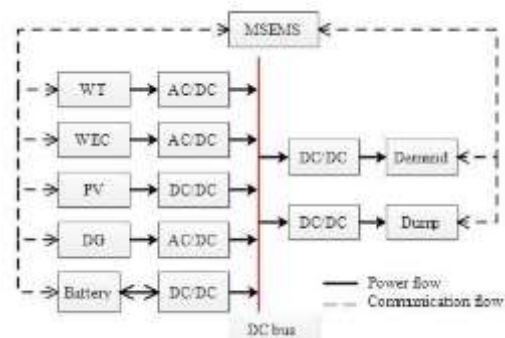 MSEMS
WT
AC/DC
WEC
AC/DC
PV
DC/DC
DG
AC/DC
Battery
DC/DC
DC/DC
Demand
DC/DC
Dump
Power flow
Communication flow
DC bus